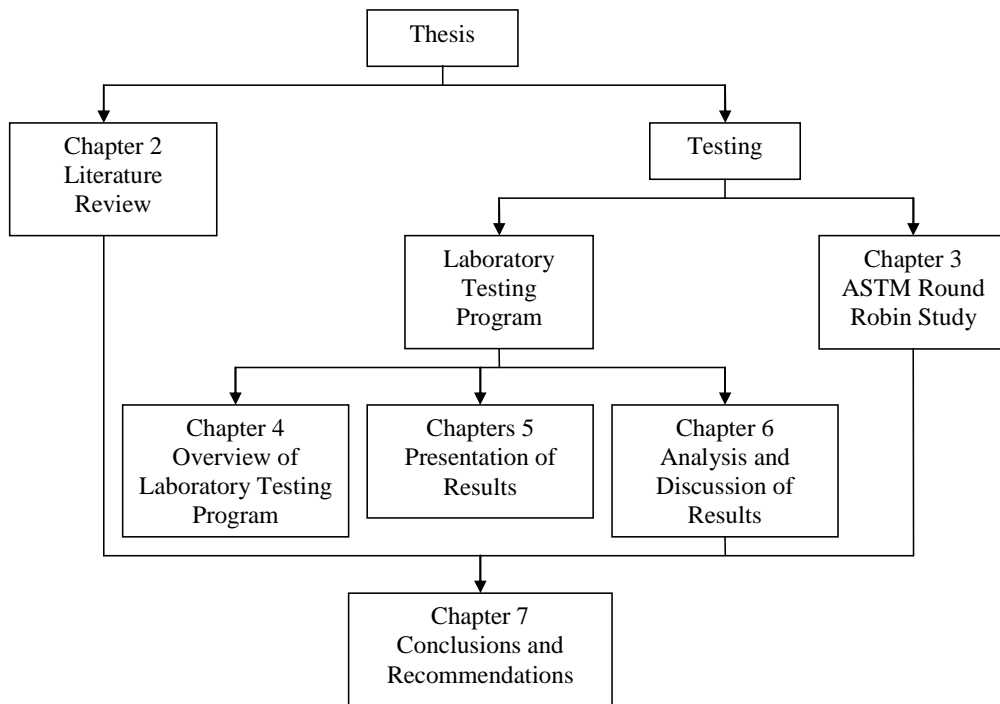 Thesis
Chapter 2
Literature
Review
Testing
Laboratory
Testing
Program
Chapter 3
ASTM Round
Robin Study
Chapter 4
Overview of
Laboratory Testing
Program
Chapters 5
Presentation of
Results
Chapter 6
Analysis and
Discussion of
Results
Chapter 7
Conclusions and
Recommendations